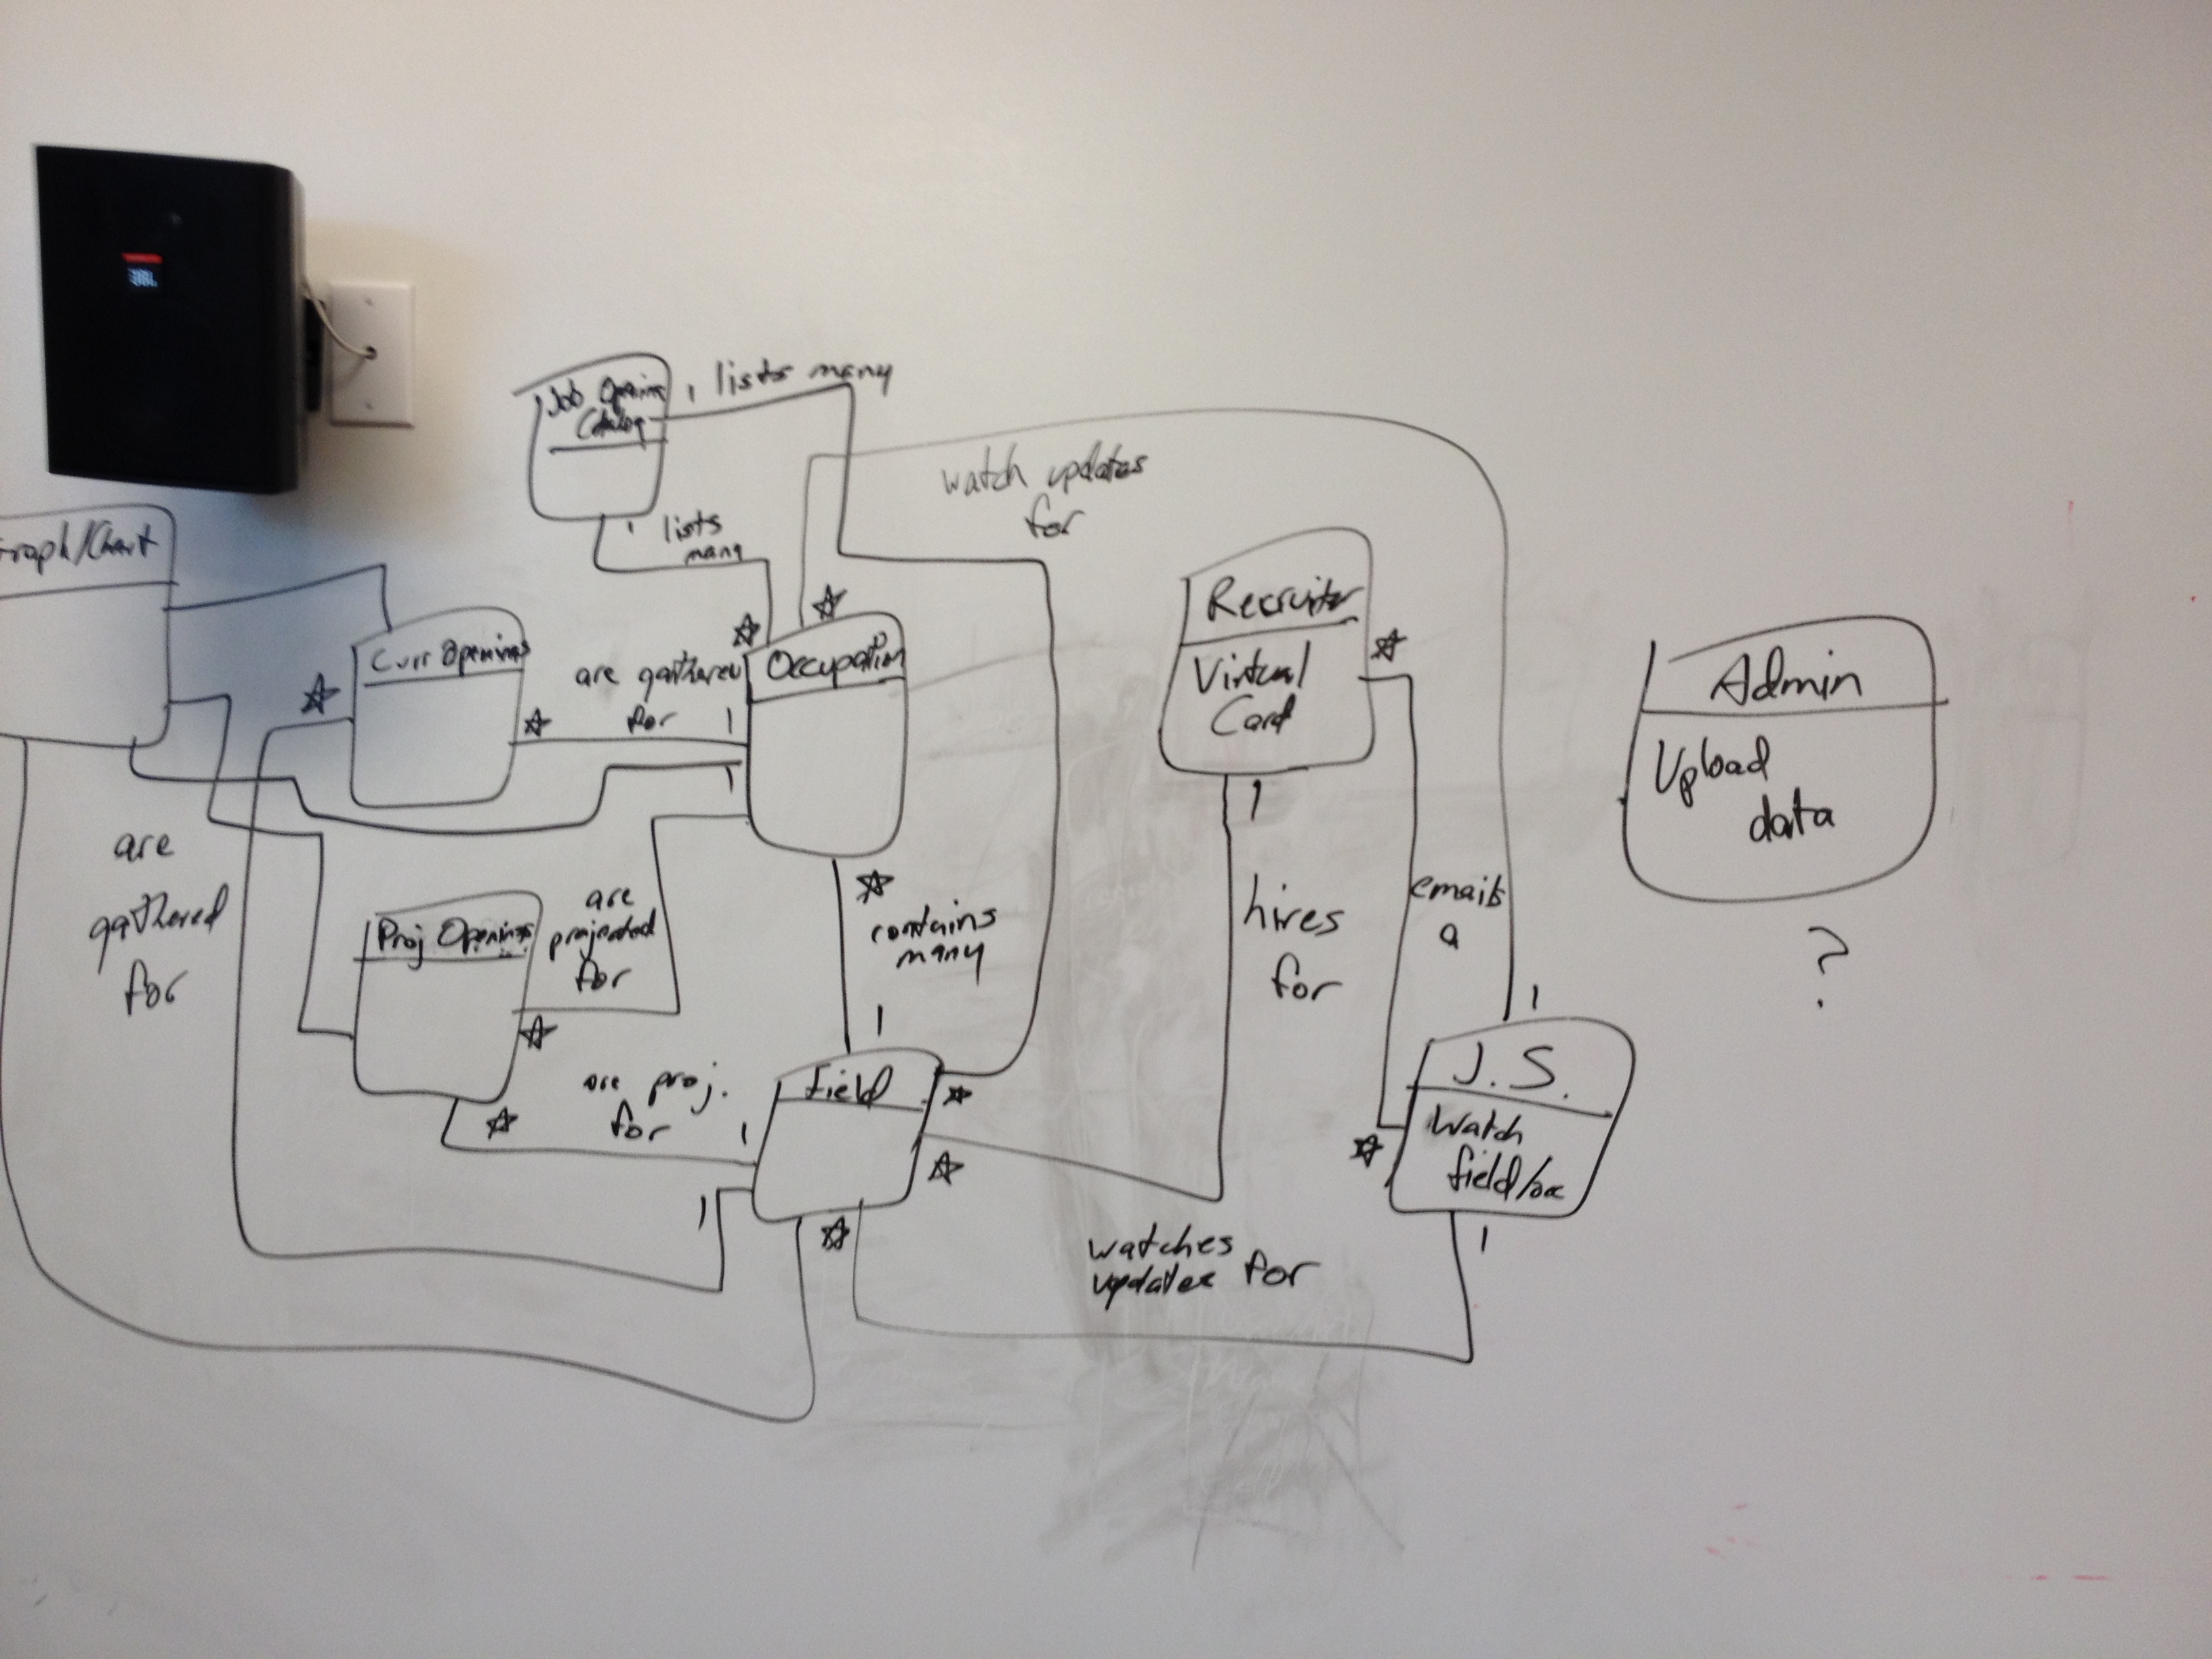 JBL
Job Opening
Catalog
1 lists many
1 lists
many
watch updates
for
raph/Chart
Curr Openings
are gathered
for
1
1
Occupation
Recruiter
Virtual
Card
1
Admin
Upload
data
?
are
gathered
for
Proj Openings
are
projected
for
contains
many
1
hires
for
emails
a
1
J. S.
Watch
field/oc
1
are proj.
for
1
field
1
watches
updates for